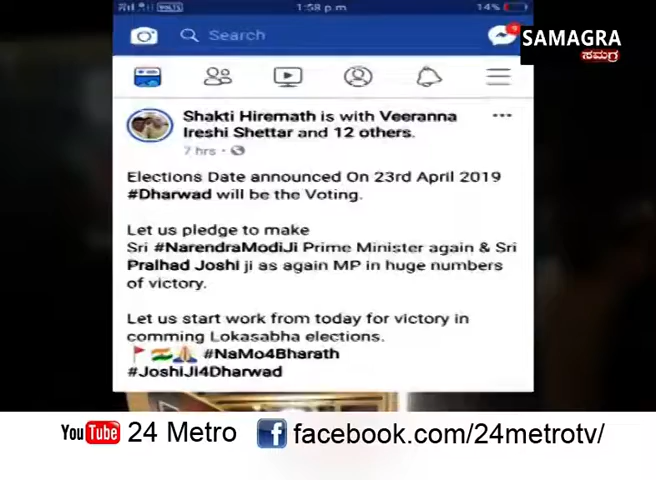 1:58 p.m
14%
Search
9
SAMAGRA
ಸಮಗ್ರ
Shakti Hiremath is with Veeranna
Ireshi Shettar and 12 others.
7 hrs ·
Elections Date announced On 23rd April 2019
#Dharwad will be the Voting.
Let us pledge to make
Sri #NarendraModiJi Prime Minister again & Sri
Pralhad Joshi ji as again MP in huge numbers
of victory.
Let us start work from today for victory in
comming Lokasabha elections.
#NaMo4Bharath
#JoshiJi4Dharwad
YouTube 24 Metro facebook.com/24metrotv/